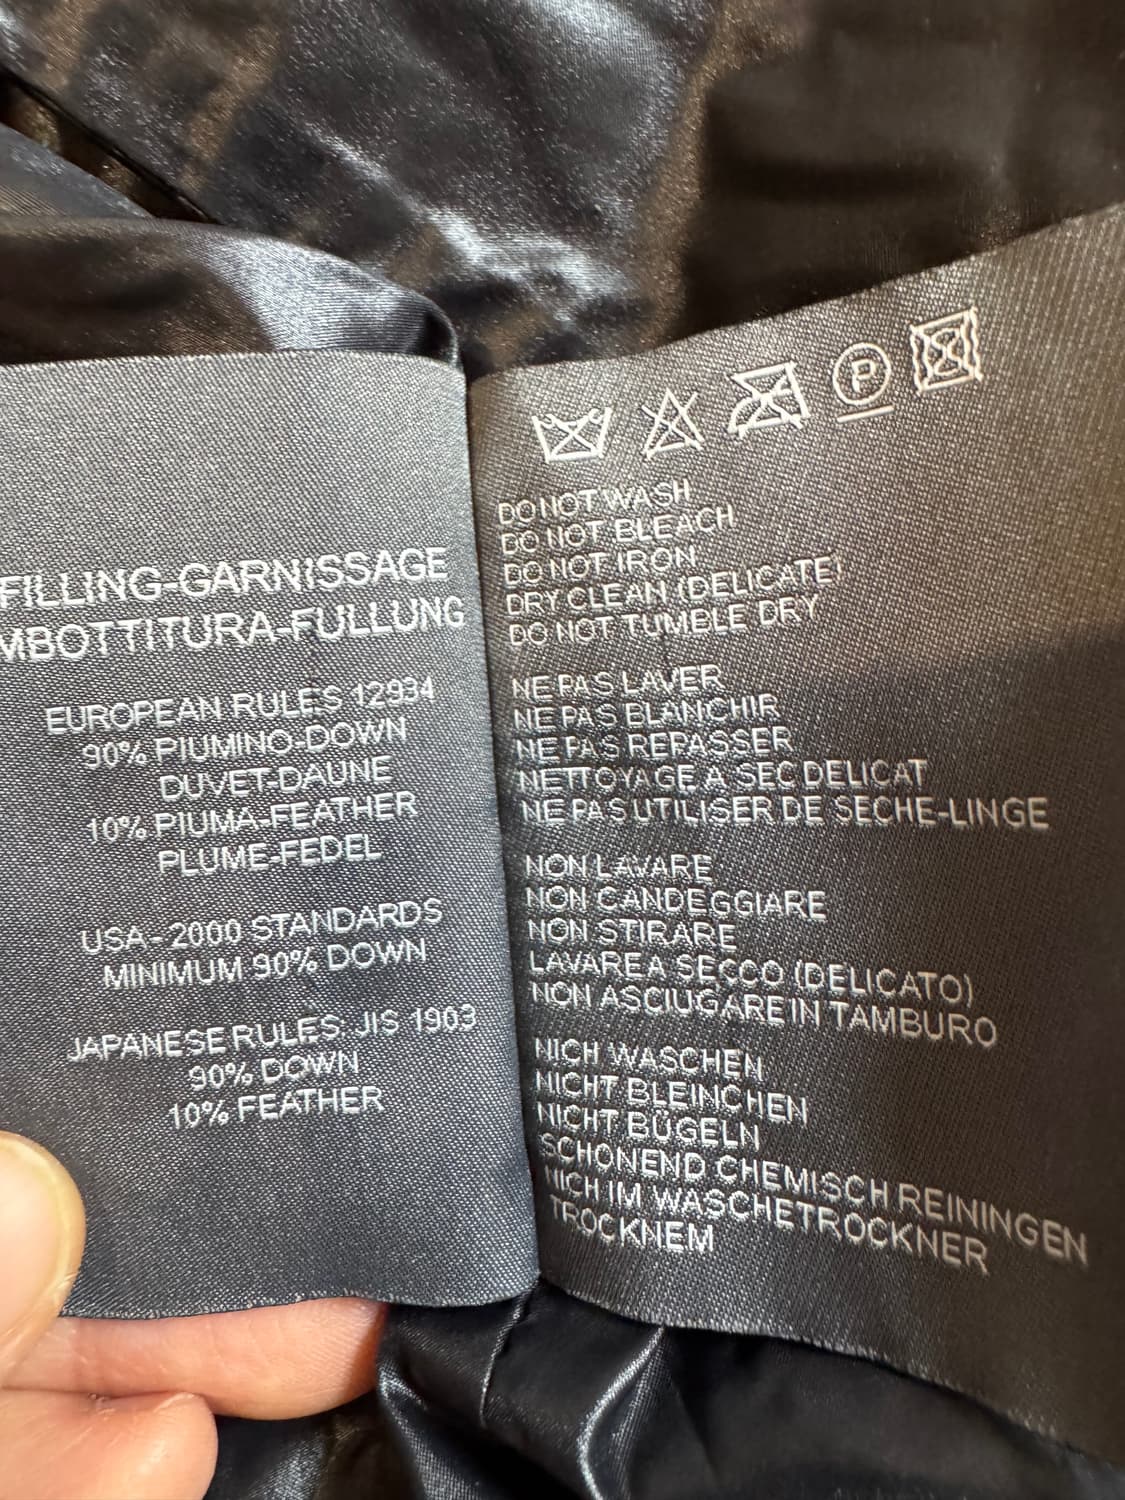 FILLING-GARNISSAGE
MBOTTITURA-FULLUNG
EUROPEAN RULES 12934
90% PIUMINO-DOWN
DUVET-DAUNE
10% PIUMA-FEATHER
PLUME-FEDEL
USA-2000 STANDARDS
MINIMUM 90% DOWN
JAPANESE RULES: JIS 1903
90% DOWN
10% FEATHER
P
DO NOT WASH
DO NOT BLEACH
DO NOT IRON
DRY CLEAN (DELICATE)
DO NOT TUMBLE DRY
NE PAS LAVER
NE PAS BLANCHIR
NE PAS REPASSER
NETTOYAGE A SEC DELICAT
NE PAS UTILISER DE SECHE-LINGE
NON LAVARE
NON CANDEGGIARE
NON STIRARE
LAVARE A SECCO (DELICATO)
NON ASCIUGARE IN TAMBURO
NICH WASCHEN
NICHT BLEINCHEN
NICHT BÜGELN
SCHONEND CHEMISCH REININGEN
NICH IM WASCHETROCKNER
TROCKNEM